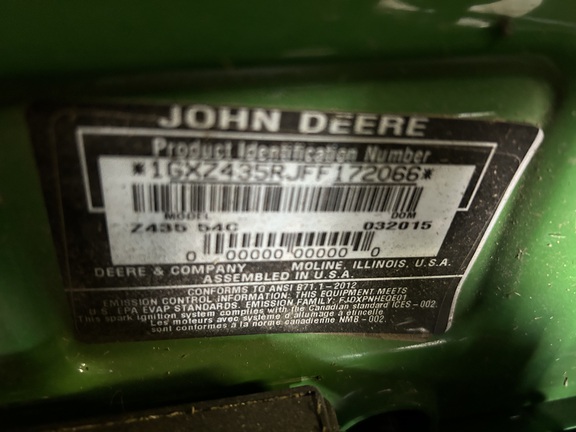 JOHN DEERE
Product Identification Number
*1GXZ435RJFF172066*
MODEL DOM
Z435 54C 032015
0 00000 00000 0
DEERE & COMPANY MOLINE, ILLINOIS, U.S.A.
ASSEMBLED IN U.S.A.
CONFORMS TO ANSI B71.1-2012
EMISSION CONTROL INFORMATION: THIS EQUIPMENT MEETS
U.S. EPA EVAP STANDARDS. EMISSION FAMILY: FJDXPNHEQE01
This spark ignition system complies with the Canadian standard ICES-002.
Les moteurs avec système d'allumage à étincelle
sont conformes à la norme canadienne NMB-002.